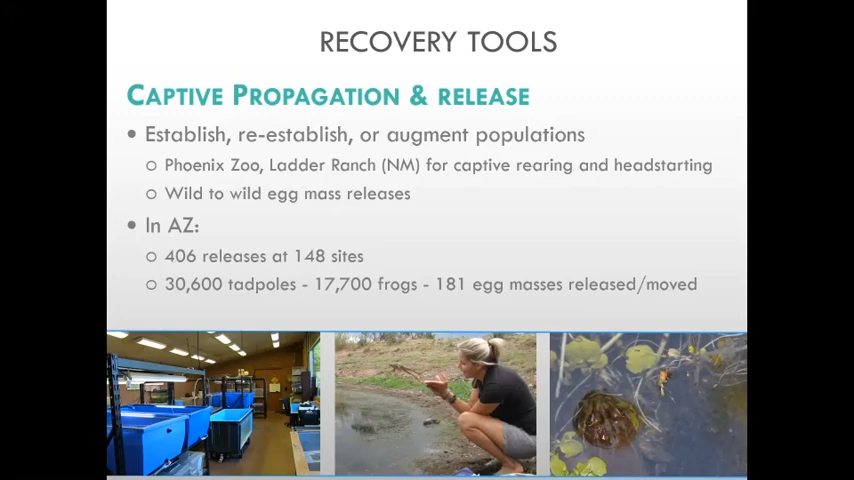 RECOVERY TOOLS
CAPTIVE PROPAGATION & RELEASE
• Establish, re-establish, or augment populations
○ Phoenix Zoo, Ladder Ranch (NM) for captive rearing and headstarting
○ Wild to wild egg mass releases
• In AZ:
○ 406 releases at 148 sites
○ 30,600 tadpoles - 17,700 frogs - 181 egg masses released/moved